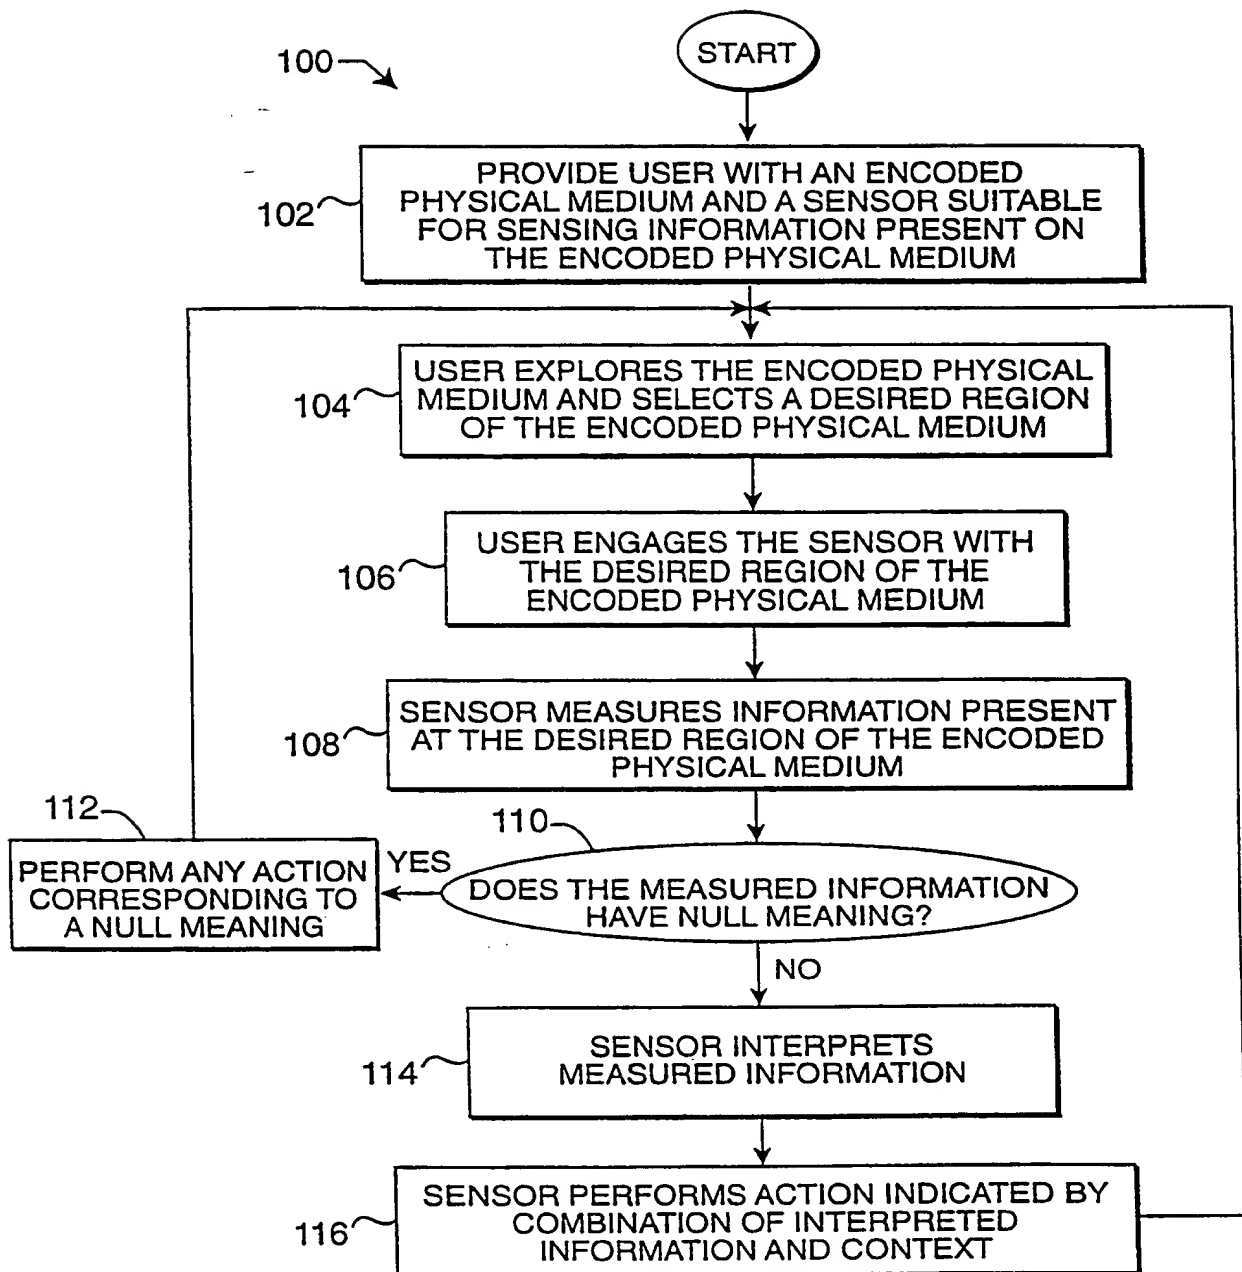 START
100
PROVIDE USER WITH AN ENCODED
PHYSICAL MEDIUM AND A SENSOR SUITABLE
FOR SENSING INFORMATION PRESENT ON
THE ENCODED PHYSICAL MEDIUM
102
USER EXPLORES THE ENCODED PHYSICAL
MEDIUM AND SELECTS A DESIRED REGION
OF THE ENCODED PHYSICAL MEDIUM
104
USER ENGAGES THE SENSOR WITH
THE DESIRED REGION OF THE
ENCODED PHYSICAL MEDIUM
106
SENSOR MEASURES INFORMATION PRESENT
AT THE DESIRED REGION OF THE ENCODED
PHYSICAL MEDIUM
108
110
DOES THE MEASURED INFORMATION
HAVE NULL MEANING?
YES
112
PERFORM ANY ACTION
CORRESPONDING TO
A NULL MEANING
NO
SENSOR INTERPRETS
MEASURED INFORMATION
114
SENSOR PERFORMS ACTION INDICATED BY
COMBINATION OF INTERPRETED
INFORMATION AND CONTEXT
116